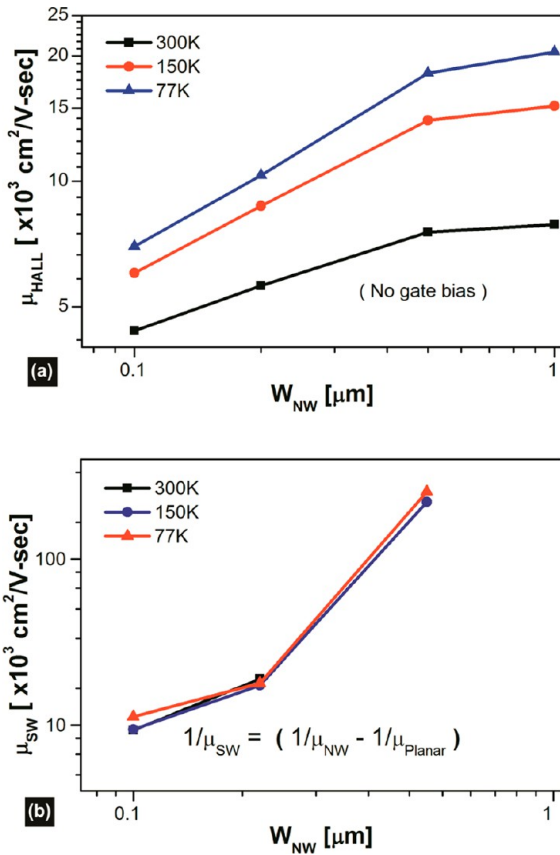 25
20
15
10
5
300K
150K
77K
μHALL [ x10³ cm²/V-sec]
( No gate bias )
0.1
1
(a)
WNW [μm]
100
10
300K
150K
77K
μSW [ x10³ cm²/V-sec]
1/μSW = ( 1/μNW - 1/μPlanar )
0.1
1
(b)
WNW [μm]